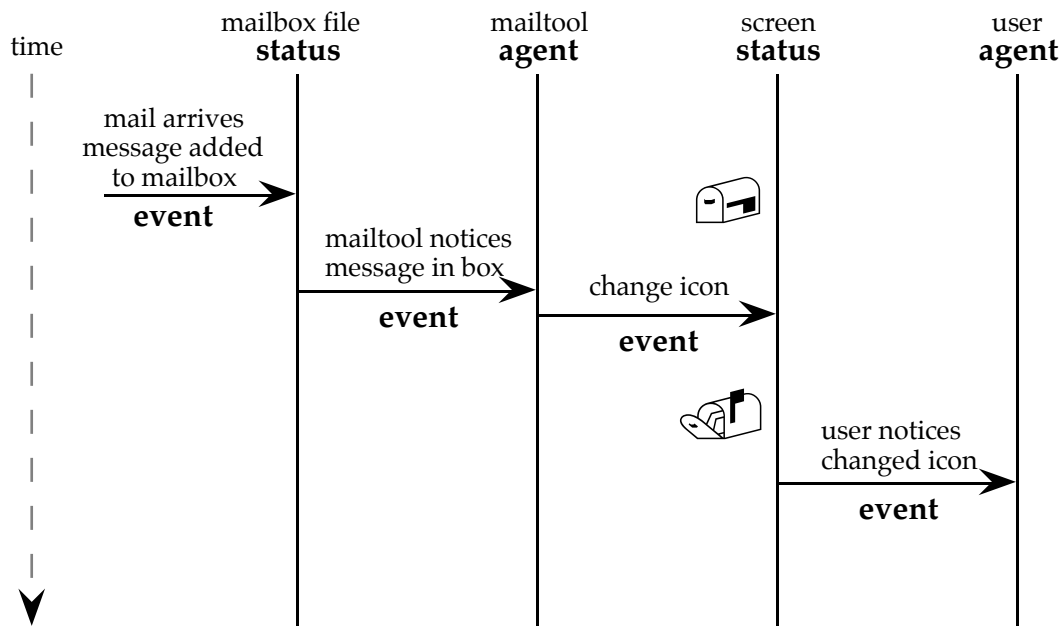 time
mailbox file
status
mailtool
agent
screen
status
user
agent
mail arrives
message added
to mailbox
event
mailtool notices
message in box
event
change icon
event
user notices
changed icon
event